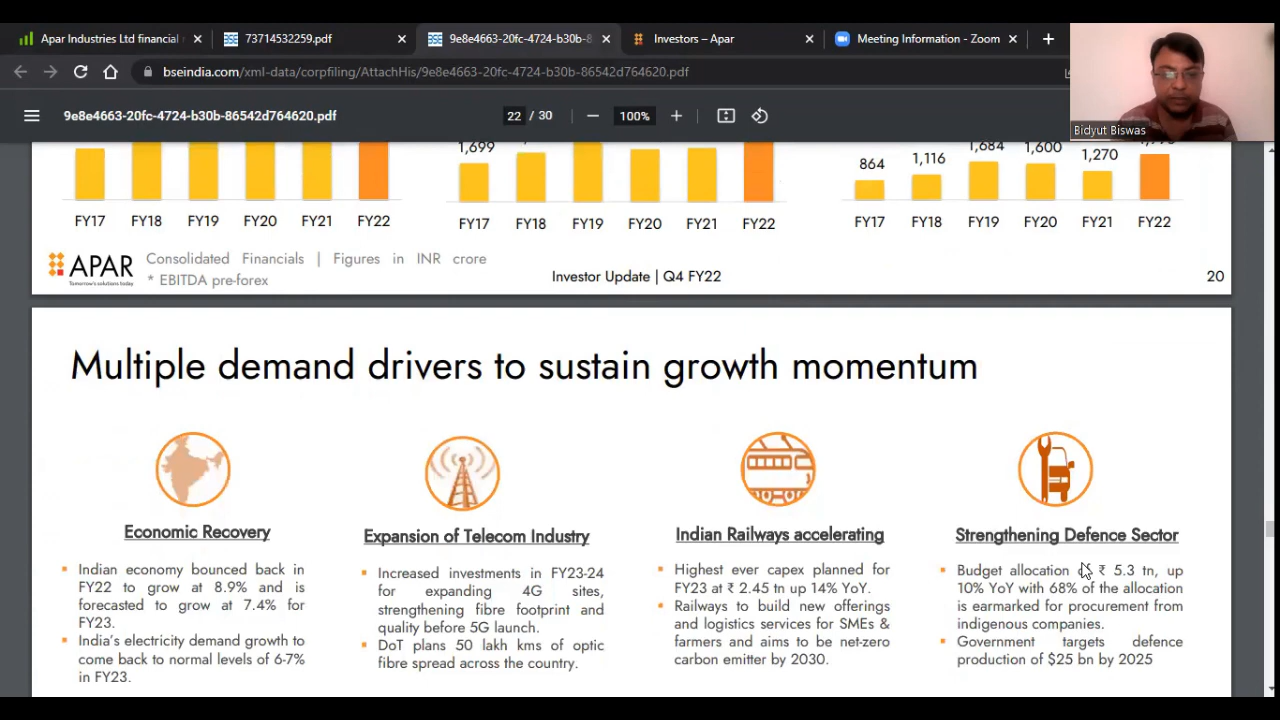 Apar Industries Ltd financial
73714532259.pdf
9e8e4663-20fc-4724-b30b-8
Investors – Apar
Meeting Information - Zoom
bseindia.com/xml-data/corpfiling/AttachHis/9e8e4663-20fc-4724-b30b-86542d764620.pdf
9e8e4663-20fc-4724-b30b-86542d764620.pdf
22 / 30
100%
Bidyut Biswas
1,699
864
1,116
1,684
1,600
1,270
FY17 FY18 FY19 FY20 FY21 FY22
FY17 FY18 FY19 FY20 FY21 FY22
FY17 FY18 FY19 FY20 FY21 FY22
APAR
Tomorrow's solutions today
Consolidated Financials | Figures in INR crore
* EBITDA pre-forex
Investor Update | Q4 FY22
20
Multiple demand drivers to sustain growth momentum
Economic Recovery
Indian economy bounced back in
FY22 to grow at 8.9% and is
forecasted to grow at 7.4% for
FY23.
India's electricity demand growth to
come back to normal levels of 6-7%
in FY23.
Expansion of Telecom Industry
Increased investments in FY23-24
for expanding 4G sites,
strengthening fibre footprint and
quality before 5G launch.
DoT plans 50 lakh kms of optic
fibre spread across the country.
Indian Railways accelerating
Highest ever capex planned for
FY23 at ₹ 2.45 tn up 14% YoY.
Railways to build new offerings
and logistics services for SMEs &
farmers and aims to be net-zero
carbon emitter by 2030.
Strengthening Defence Sector
Budget allocation ₹ 5.3 tn, up
10% YoY with 68% of the allocation
is earmarked for procurement from
indigenous companies.
Government targets defence
production of $25 bn by 2025